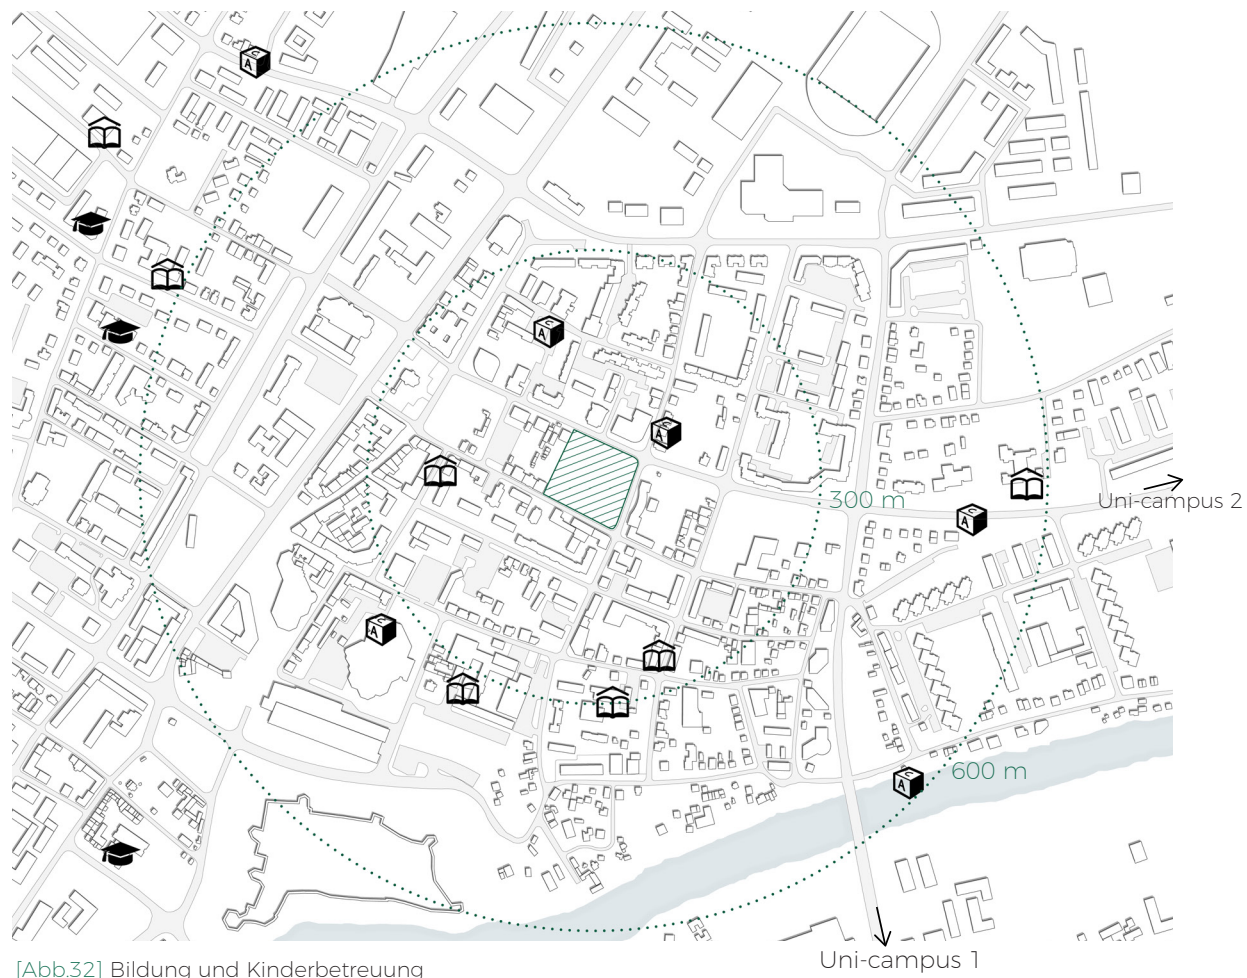 300 m
Uni-campus 2
600 m
Uni-campus 1
[Abb.32] Bildung und Kinderbetreuung